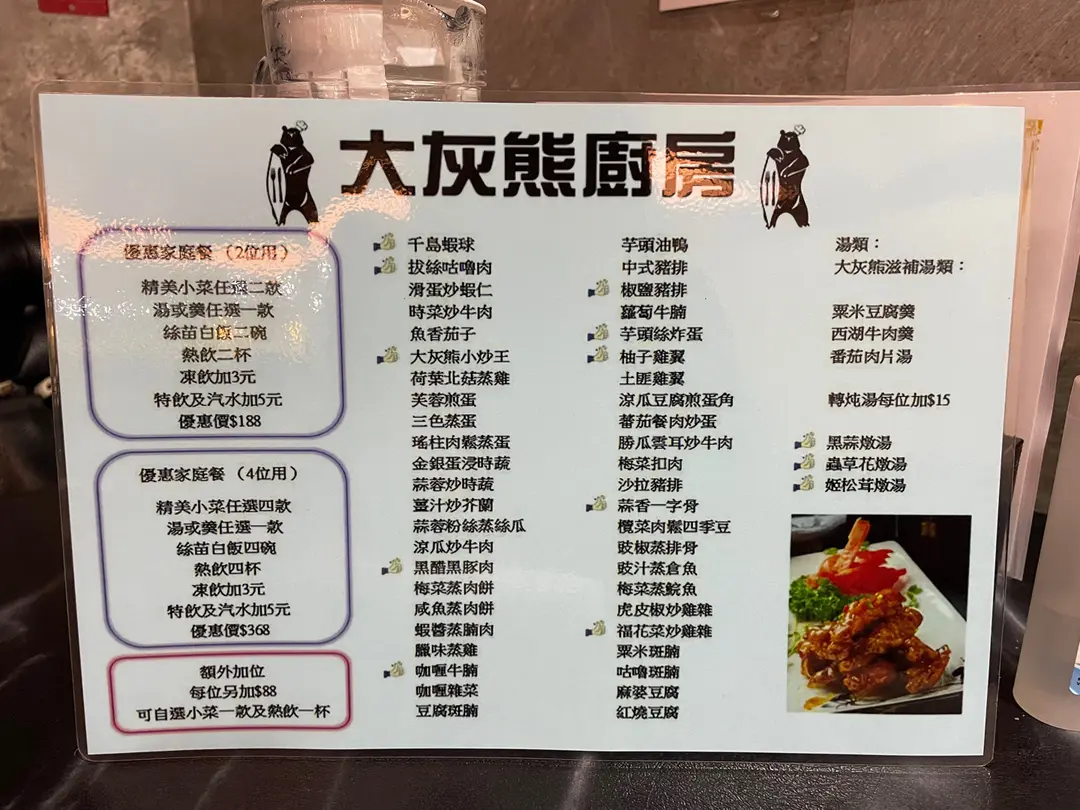 大灰熊廚房
優惠家庭餐（2位用）
精美小菜任選二款
湯或羹任選一款
絲苗白飯二碗
熱飲二杯
凍飲加3元
特飲及汽水加5元
優惠價$188
優惠家庭餐（4位用）
精美小菜任選四款
湯或羹任選一款
絲苗白飯四碗
熱飲四杯
凍飲加3元
特飲及汽水加5元
優惠價$368
額外加位
每位另加$88
可自選小菜一款及熱飲一杯
千島蝦球
拔絲咕嚕肉
滑蛋炒蝦仁
時菜炒牛肉
魚香茄子
大灰熊小炒王
荷葉北菇蒸雞
芙蓉煎蛋
三色蒸蛋
瑤柱肉鬆蒸蛋
金銀蛋浸時蔬
蒜蓉炒時蔬
薑汁炒芥蘭
蒜蓉粉絲蒸絲瓜
涼瓜炒牛肉
黑醋黑豚肉
梅菜蒸肉餅
咸魚蒸肉餅
蝦醬蒸腩肉
臘味蒸雞
咖喱牛腩
咖喱雜菜
豆腐斑腩
芋頭油鴨
中式豬排
椒鹽豬排
蘿蔔牛腩
芋頭絲炸蛋
柚子雞翼
土匪雞翼
涼瓜豆腐煎蛋角
蕃茄餐肉炒蛋
勝瓜雲耳炒牛肉
梅菜扣肉
沙拉豬排
蒜香一字骨
欖菜肉鬆四季豆
豉椒蒸排骨
豉汁蒸倉魚
梅菜蒸鯇魚
虎皮椒炒雞雜
福花菜炒雞雜
粟米斑腩
咕嚕斑腩
麻婆豆腐
紅燒豆腐
湯類：
大灰熊滋補湯類：
粟米豆腐羹
西湖牛肉羹
番茄肉片湯
轉炖湯每位加$15
黑蒜燉湯
蟲草花燉湯
姬松茸燉湯